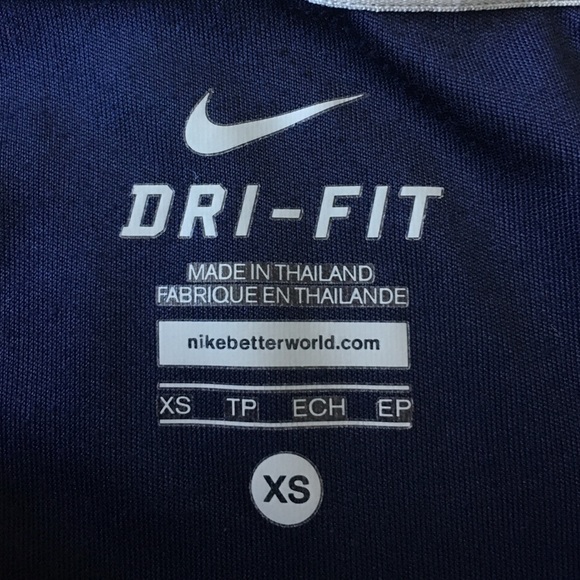 DRI-FIT
MADE IN THAILAND
FABRIQUE EN THAILANDE
nikebetterworld.com
XS TP ECH EP
XS